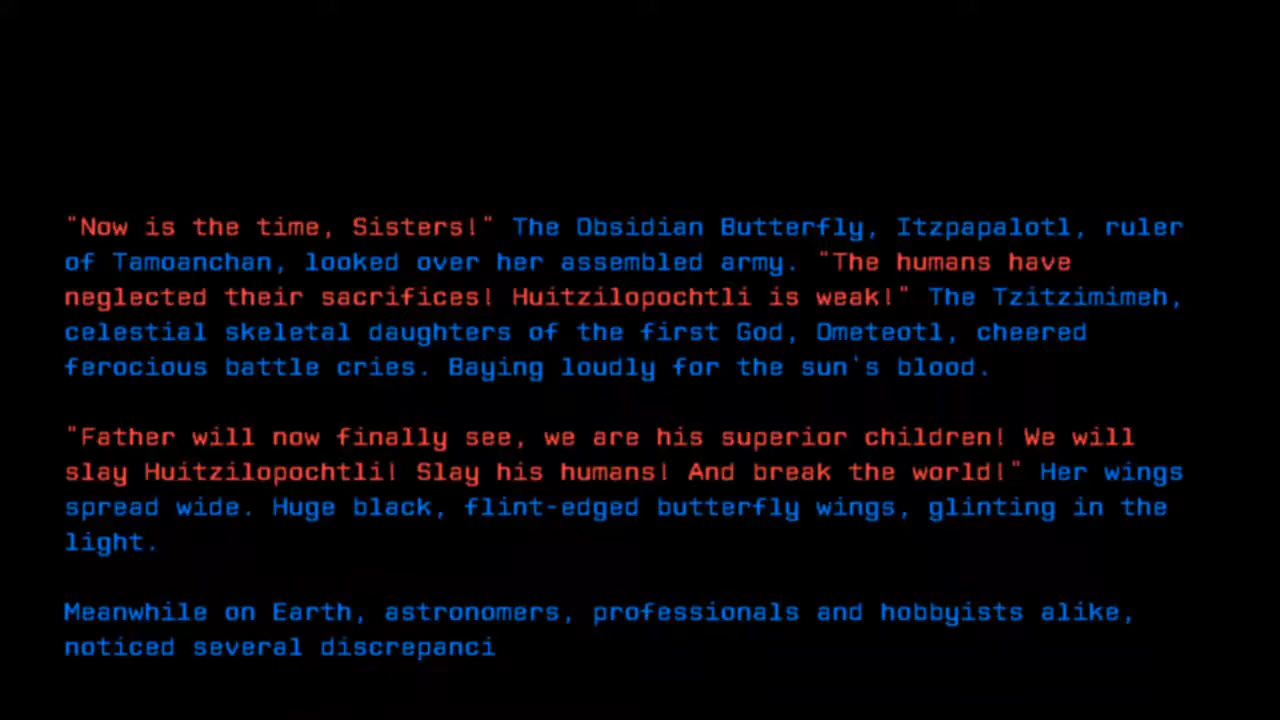 "Now is the time, Sisters!" The Obsidian Butterfly, Itzpapalotl, ruler
of Tamoanchan, looked over her assembled army. "The humans have
neglected their sacrifices! Huitzilopochtli is weak!" The Tzitzimimeh,
celestial skeletal daughters of the first God, Ometeotl, cheered
ferocious battle cries. Baying loudly for the sun's blood.
"Father will now finally see, we are his superior children! We will
slay Huitzilopochtli! Slay his humans! And break the world!" Her wings
spread wide. Huge black, flint-edged butterfly wings, glinting in the
light.
Meanwhile on Earth, astronomers, professionals and hobbyists alike,
noticed several discrepanci